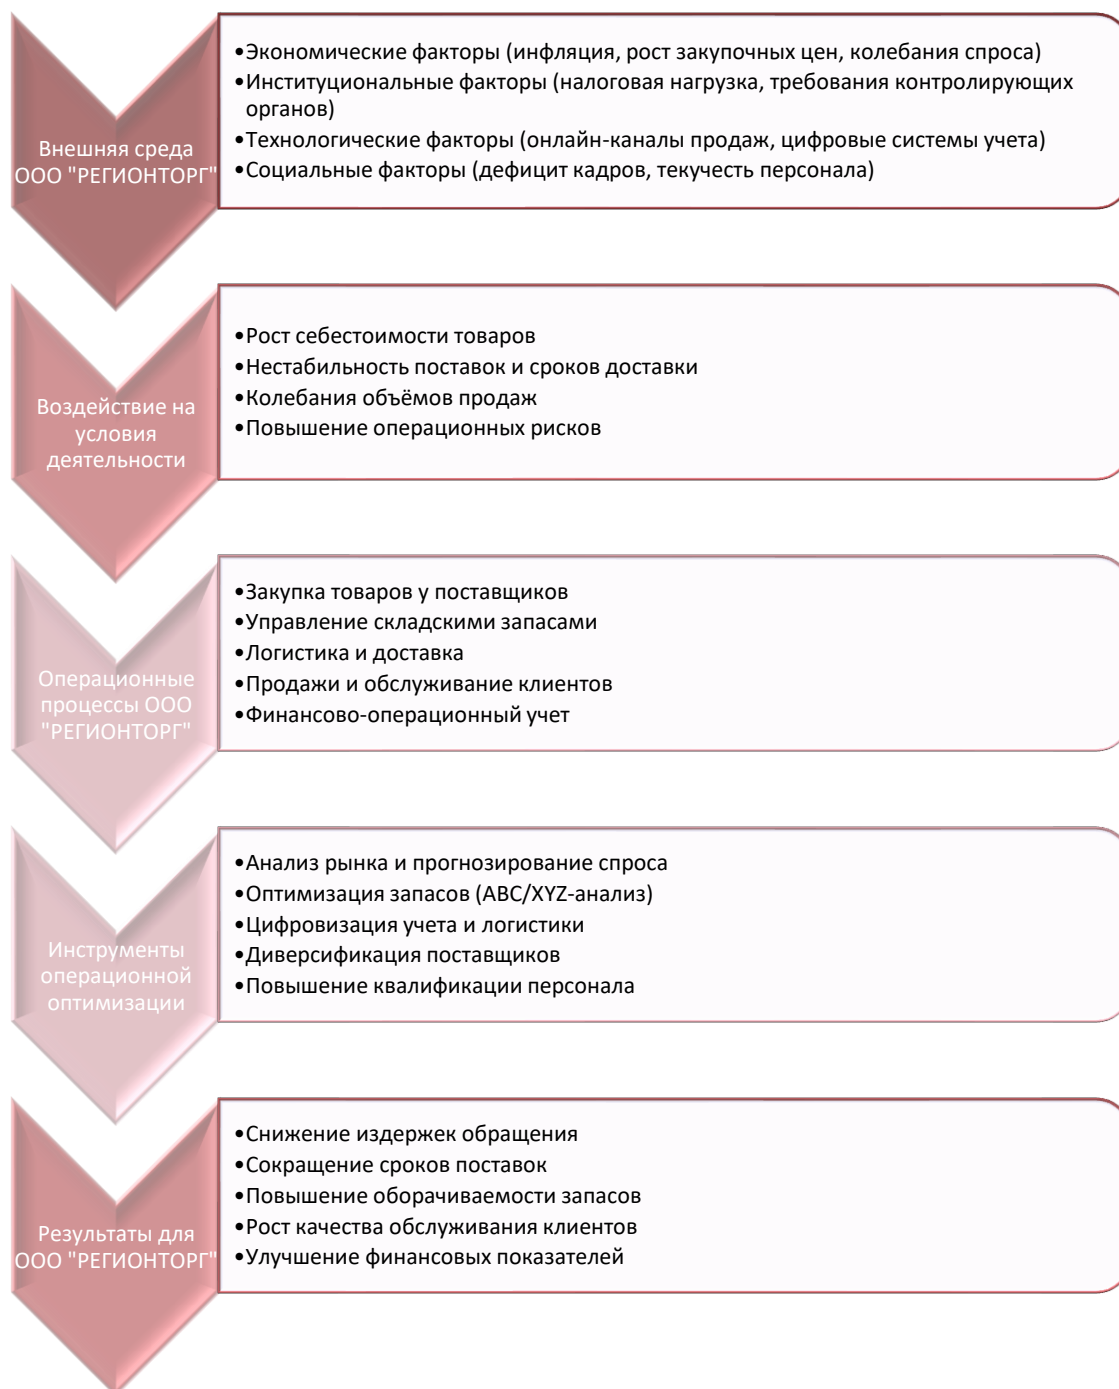 Внешняя среда
ООО "РЕГИОНТОРГ"
•Экономические факторы (инфляция, рост закупочных цен, колебания спроса)
•Институциональные факторы (налоговая нагрузка, требования контролирующих
органов)
•Технологические факторы (онлайн-каналы продаж, цифровые системы учета)
•Социальные факторы (дефицит кадров, текучесть персонала)
Воздействие на
условия
деятельности
•Рост себестоимости товаров
•Нестабильность поставок и сроков доставки
•Колебания объёмов продаж
•Повышение операционных рисков
Операционные
процессы ООО
"РЕГИОНТОРГ"
•Закупка товаров у поставщиков
•Управление складскими запасами
•Логистика и доставка
•Продажи и обслуживание клиентов
•Финансово-операционный учет
Инструменты
операционной
оптимизации
•Анализ рынка и прогнозирование спроса
•Оптимизация запасов (ABC/XYZ-анализ)
•Цифровизация учета и логистики
•Диверсификация поставщиков
•Повышение квалификации персонала
Результаты для
ООО "РЕГИОНТОРГ"
•Снижение издержек обращения
•Сокращение сроков поставок
•Повышение оборачиваемости запасов
•Рост качества обслуживания клиентов
•Улучшение финансовых показателей